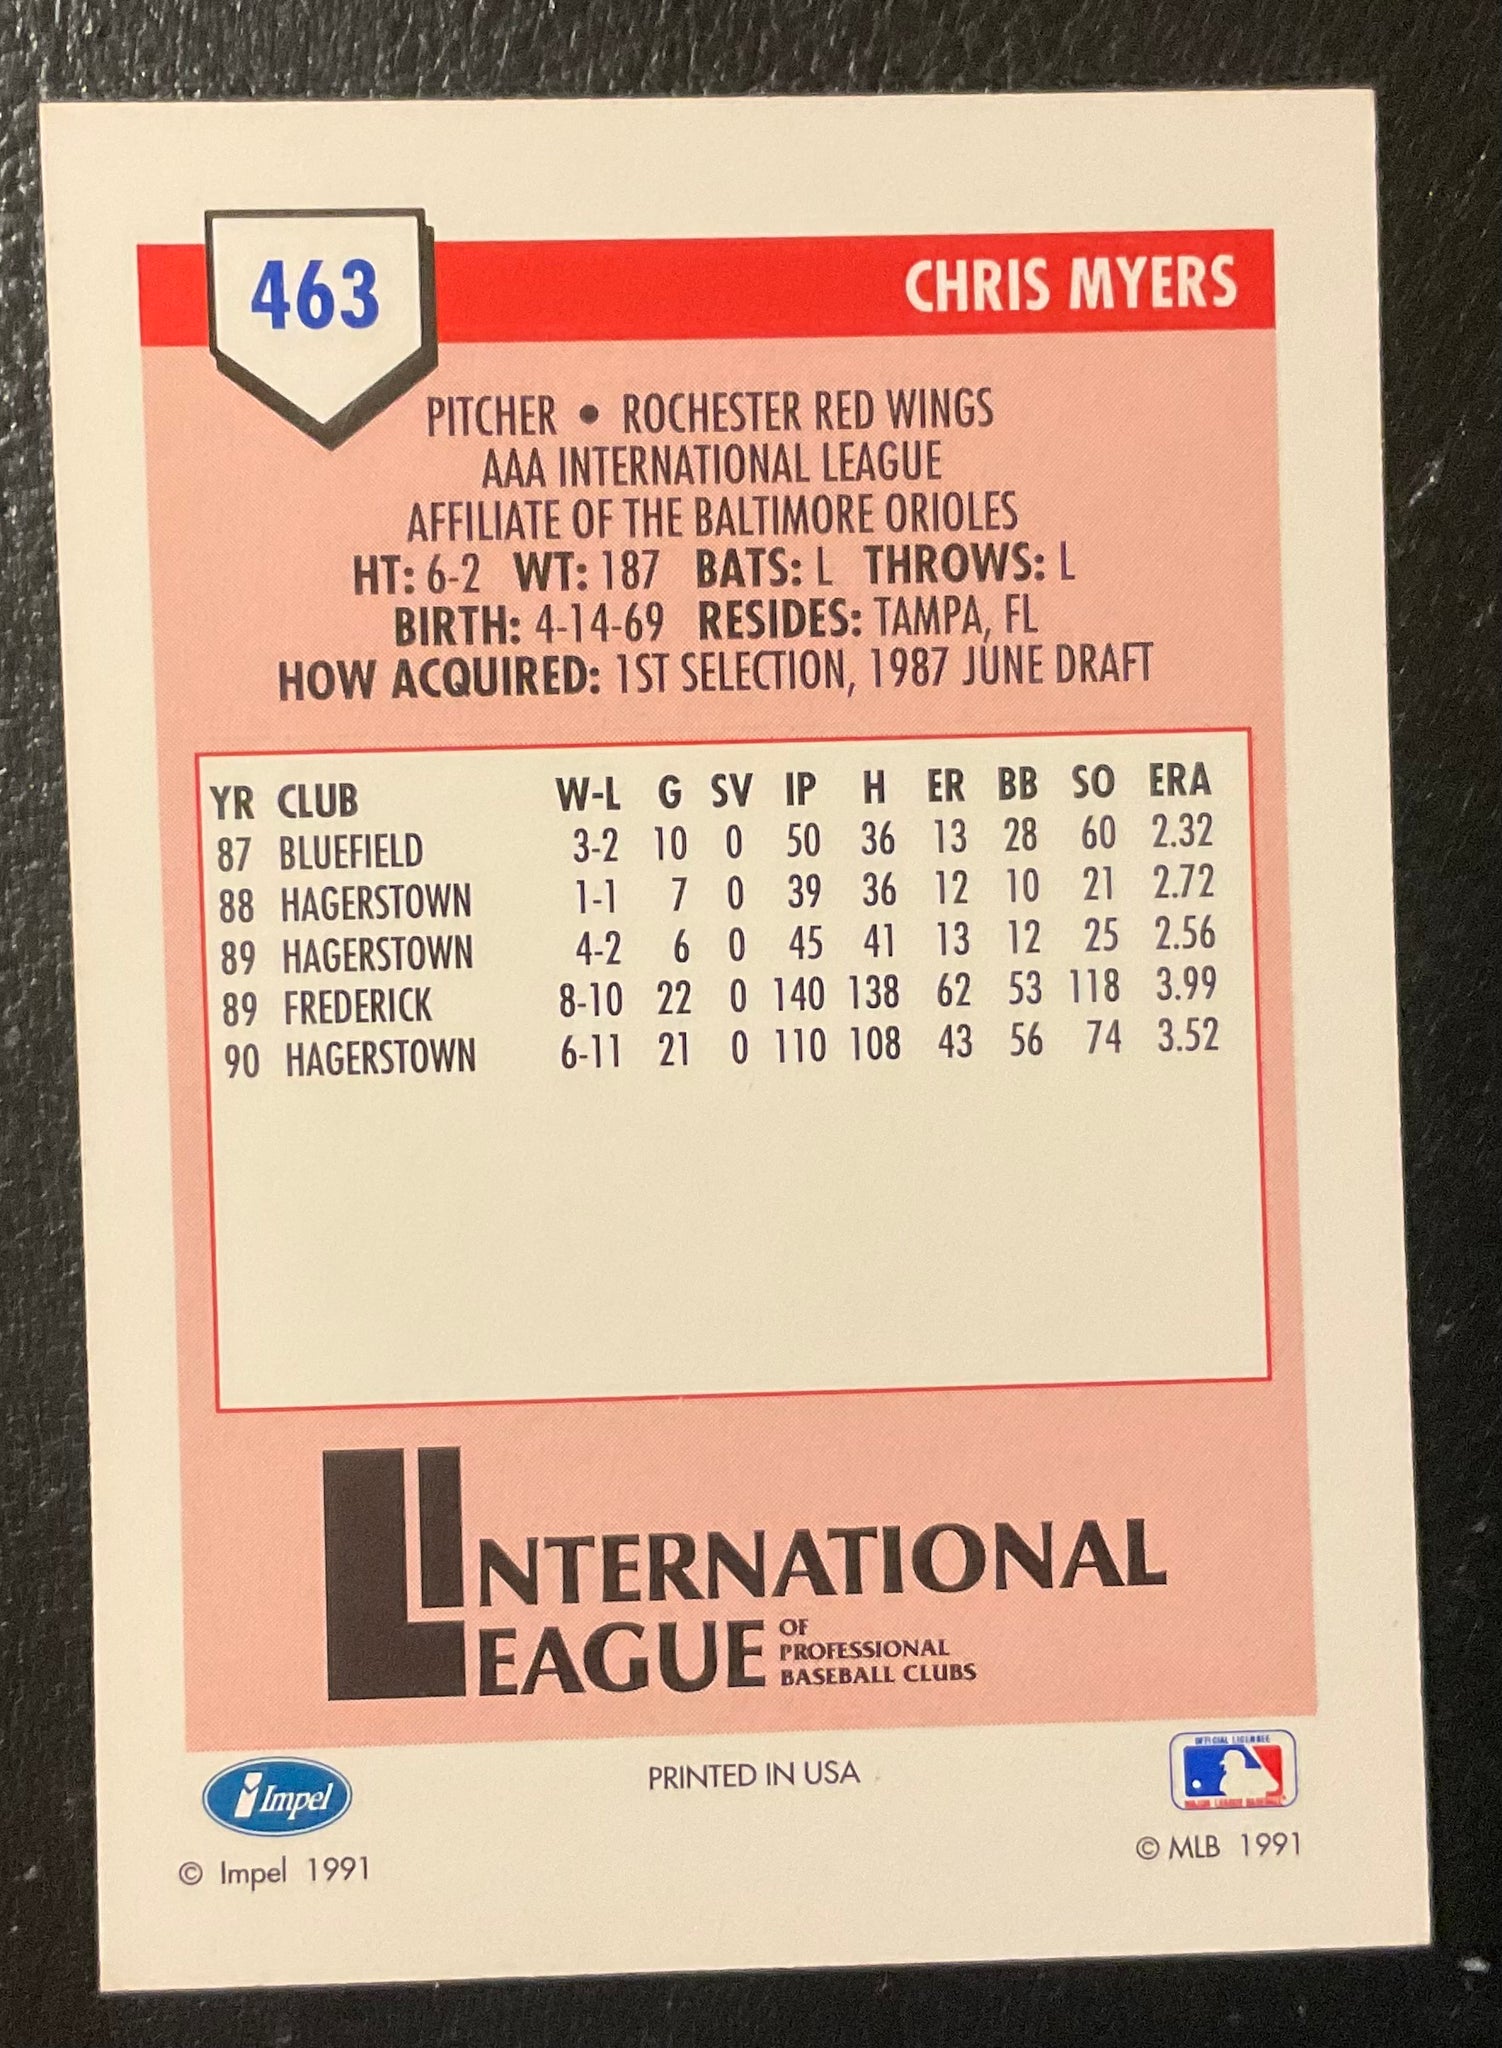 463
CHRIS MYERS
PITCHER • ROCHESTER RED WINGS
AAA INTERNATIONAL LEAGUE
AFFILIATE OF THE BALTIMORE ORIOLES
HT: 6-2 WT: 187 BATS: L THROWS: L
BIRTH: 4-14-69 RESIDES: TAMPA, FL
HOW ACQUIRED: 1ST SELECTION, 1987 JUNE DRAFT
YR CLUB W-L G SV IP H ER BB SO ERA
87 BLUEFIELD 3-2 10 0 50 36 13 28 60 2.32
88 HAGERSTOWN 1-1 7 0 39 36 12 10 21 2.72
89 HAGERSTOWN 4-2 6 0 45 41 13 12 25 2.56
89 FREDERICK 8-10 22 0 140 138 62 53 118 3.99
90 HAGERSTOWN 6-11 21 0 110 108 43 56 74 3.52
INTERNATIONAL
LEAGUE OF
PROFESSIONAL
BASEBALL CLUBS
OFFICIAL LICENSEE
MAJOR LEAGUE BASEBALL
Impel
PRINTED IN USA
© Impel 1991
© MLB 1991